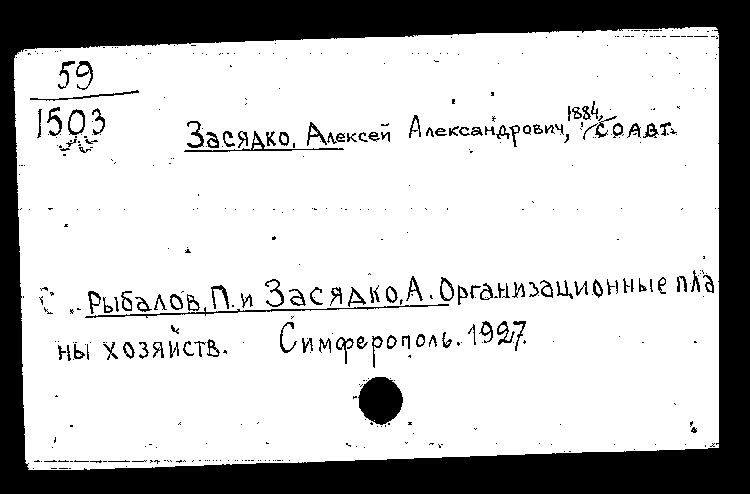 59
1503
Засядко, Алексей Александрович, 1884, соавт.
С .. Рыбалов, П. и Засядко, А. Организационные пла
ны хозяйств. Симферополь. 1927.